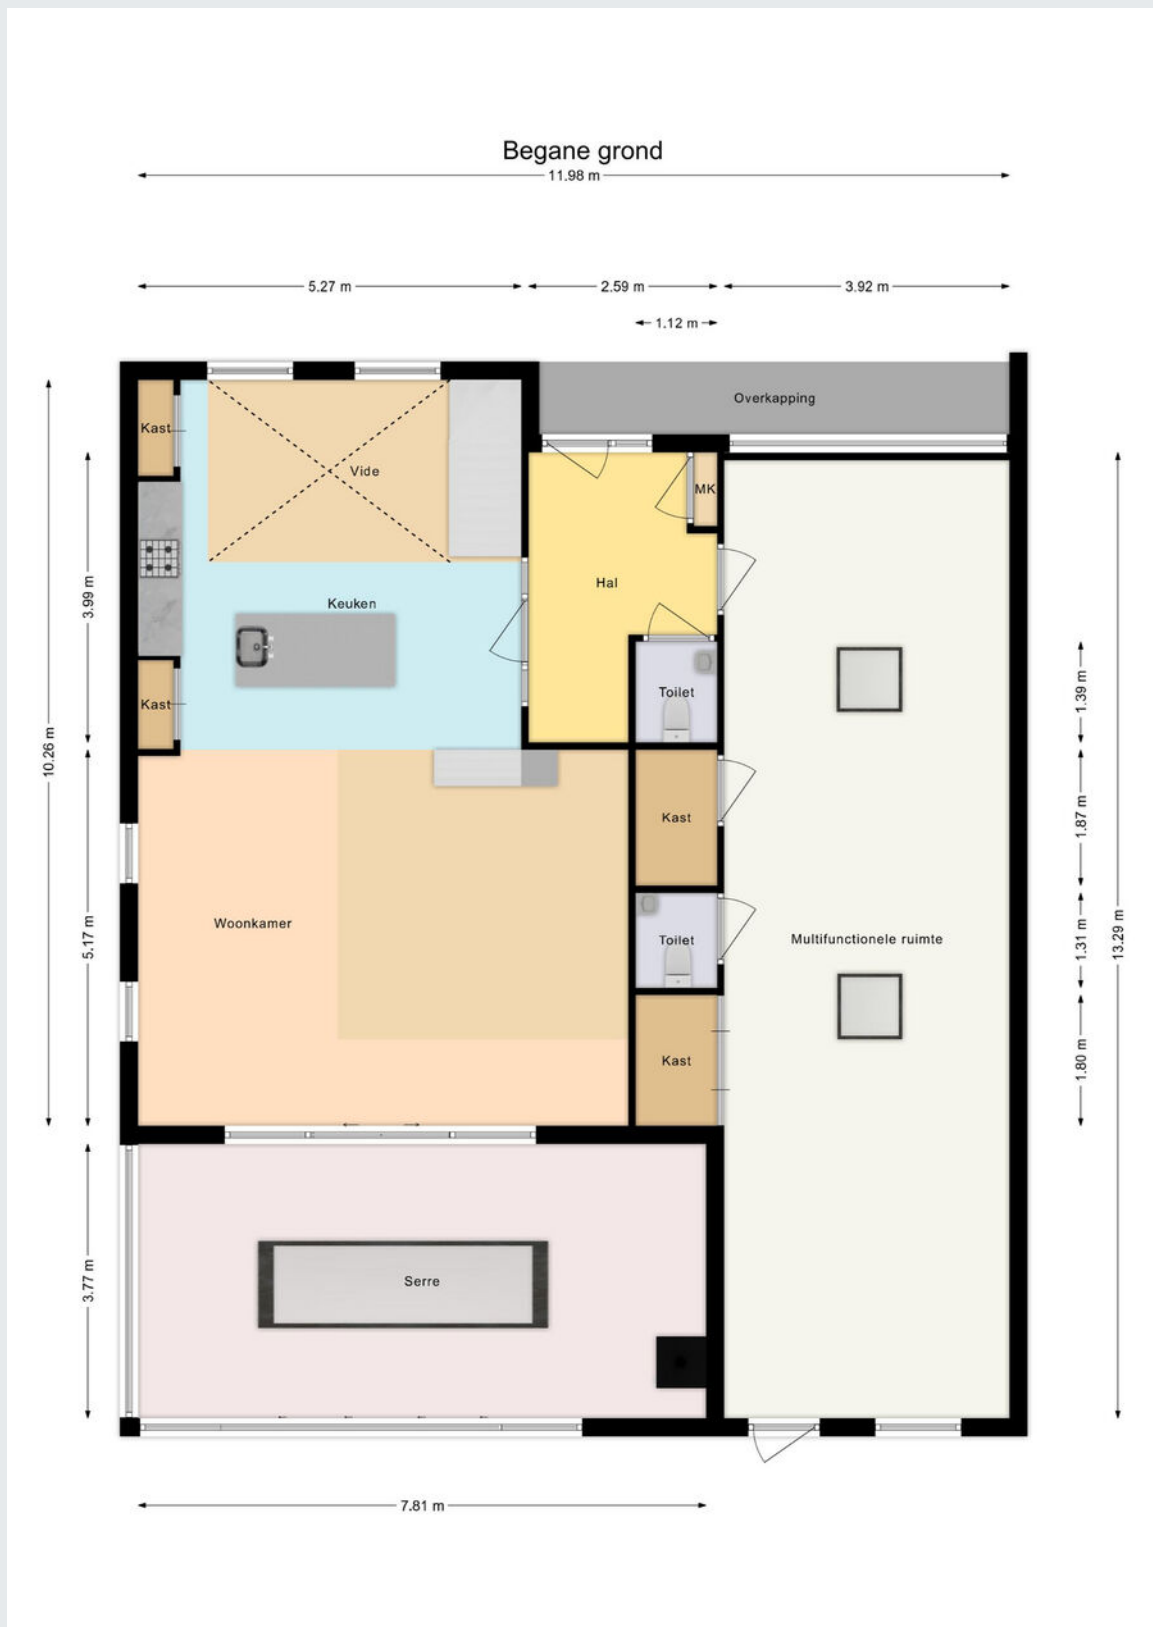 Begane grond
11.98 m
5.27 m
2.59 m
3.92 m
1.12 m
Overkapping
Kast
Vide
MK
Hal
Keuken
3.99 m
Toilet
1.39 m
Kast
10.26 m
Kast
1.87 m
Woonkamer
5.17 m
Toilet
Multifunctionele ruimte
1.31 m
13.29 m
Kast
1.80 m
Serre
3.77 m
7.81 m